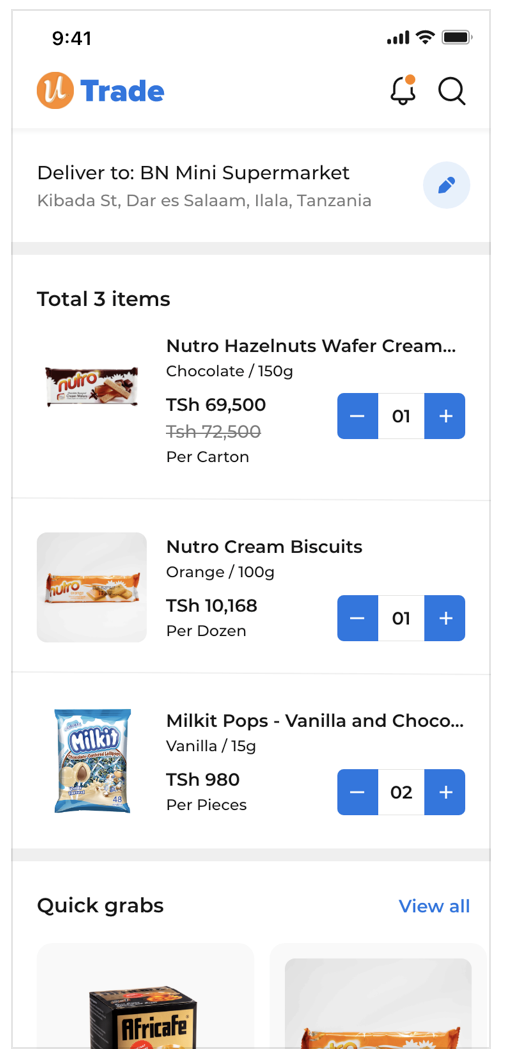 9:41
U Trade
Deliver to: BN Mini Supermarket
Kibada St, Dar es Salaam, Ilala, Tanzania
Total 3 items
nutro
Nutro Hazelnuts Wafer Cream...
Chocolate / 150g
TSh 69,500
Tsh 72,500
Per Carton
− 01 +
nutro
Nutro Cream Biscuits
Orange / 100g
TSh 10,168
Per Dozen
− 01 +
Milkit
48
Milkit Pops - Vanilla and Choco...
Vanilla / 15g
TSh 980
Per Pieces
− 02 +
Quick grabs
View all
Africafe